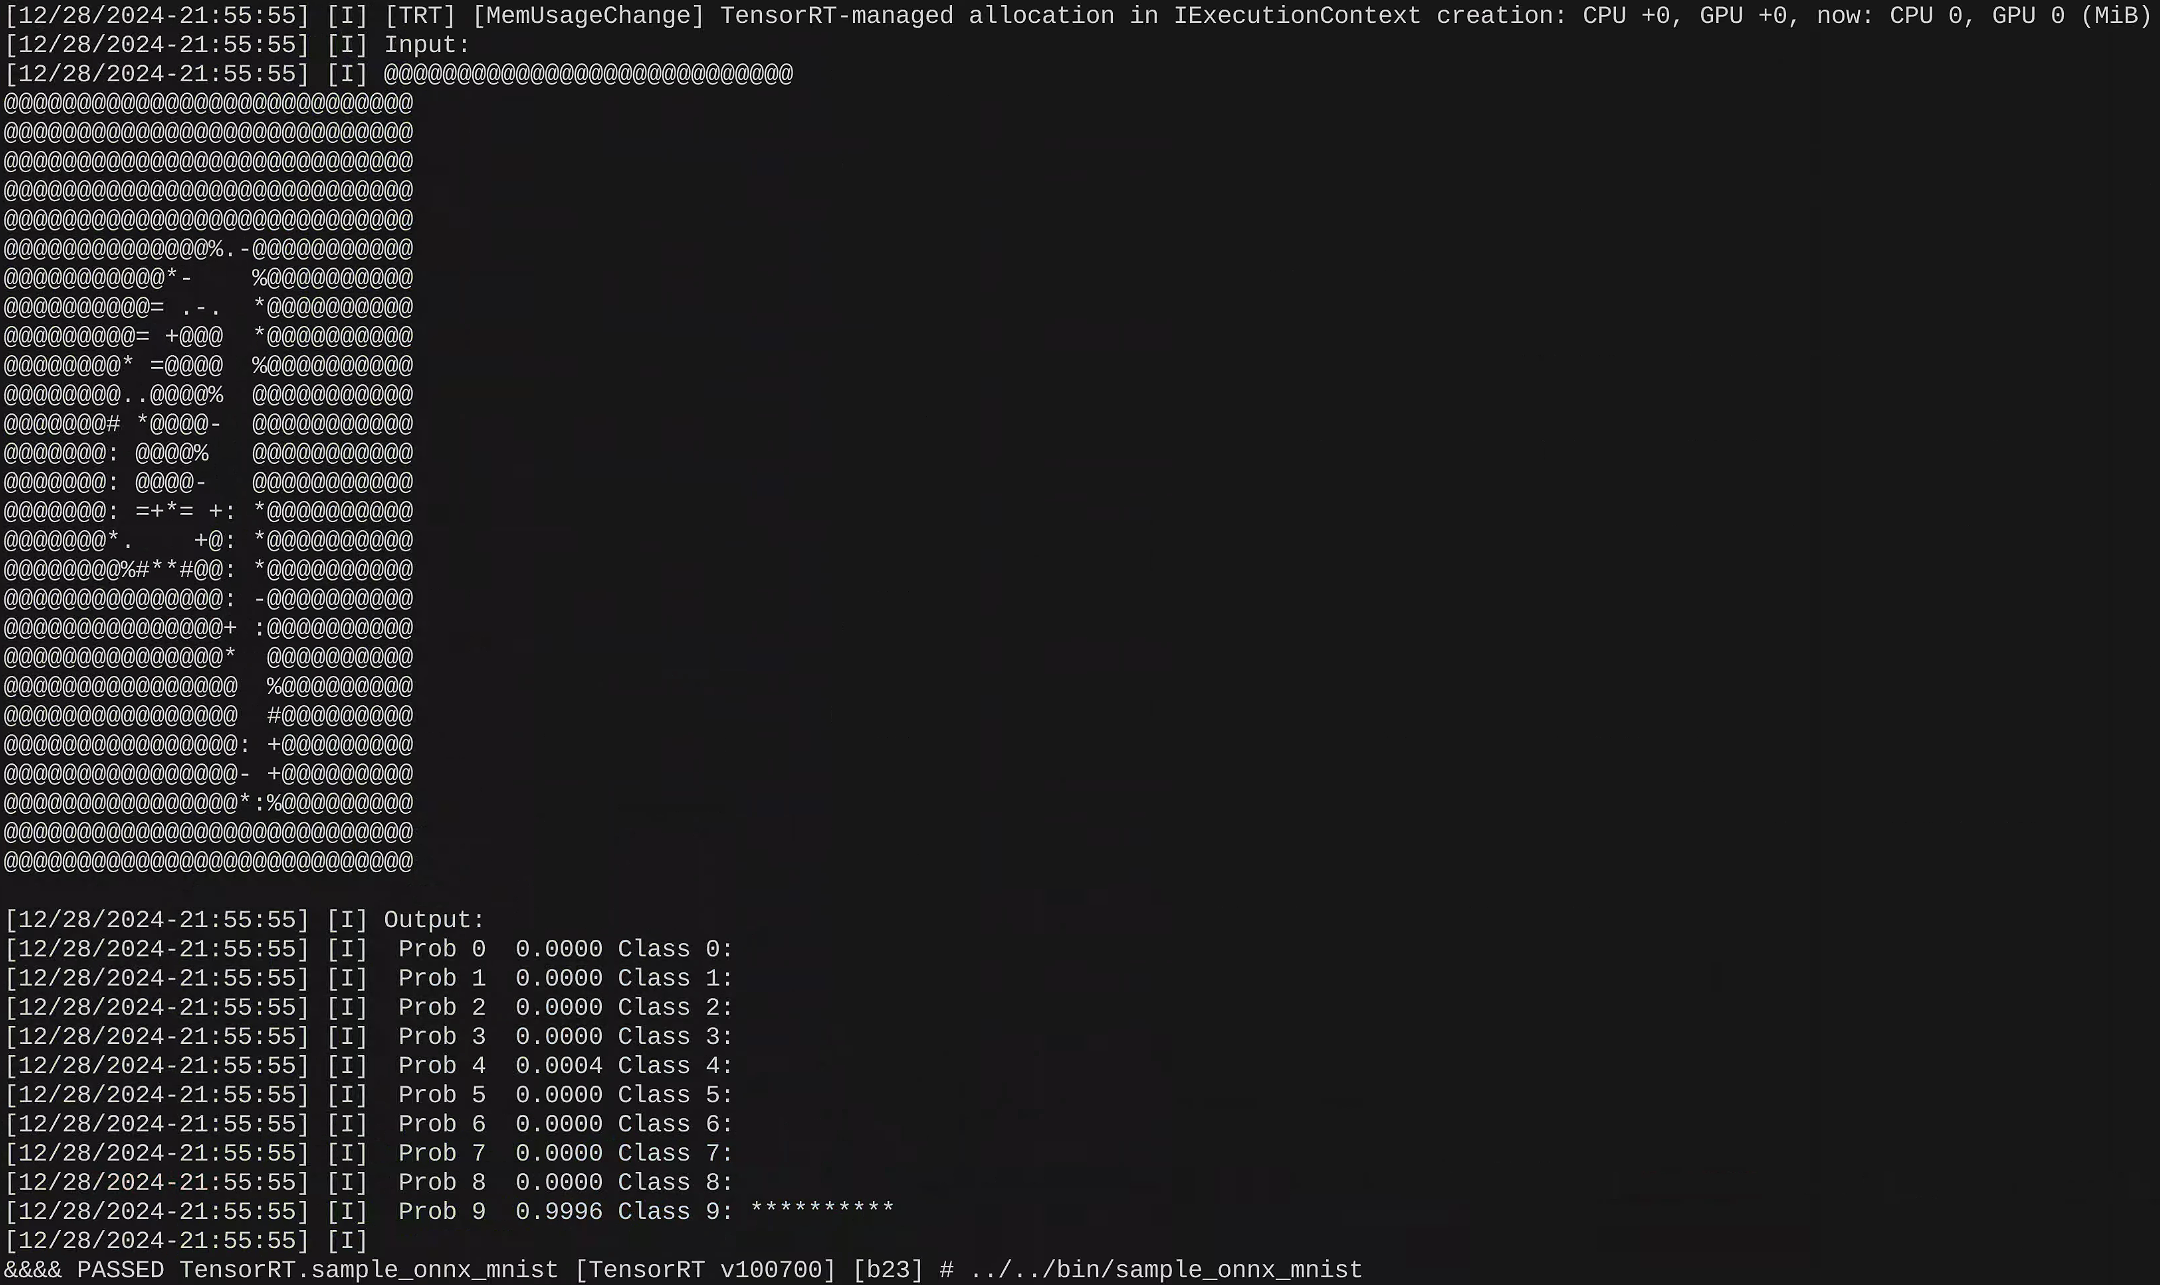 [12/28/2024-21:55:55] [I] [TRT] [MemUsageChange] TensorRT-managed allocation in IExecutionContext creation: CPU +0, GPU +0, now: CPU 0, GPU 0 (MiB)
[12/28/2024-21:55:55] [I] Input:
[12/28/2024-21:55:55] [I] @@@@@@@@@@@@@@@@@@@@@@@@@@@@
@@@@@@@@@@@@@@@@@@@@@@@@@@@@
@@@@@@@@@@@@@@@@@@@@@@@@@@@@
@@@@@@@@@@@@@@@@@@@@@@@@@@@@
@@@@@@@@@@@@@@@@@@@@@@@@@@@@
@@@@@@@@@@@@@@@@@@@@@@@@@@@@
@@@@@@@@@@@@@@%.-@@@@@@@@@@@
@@@@@@@@@@@*-    %@@@@@@@@@@
@@@@@@@@@@= .-.  *@@@@@@@@@@
@@@@@@@@@= +@@@  *@@@@@@@@@@
@@@@@@@@* =@@@@  %@@@@@@@@@@
@@@@@@@@..@@@@%  @@@@@@@@@@@
@@@@@@@# *@@@@-  @@@@@@@@@@@
@@@@@@@: @@@@%   @@@@@@@@@@@
@@@@@@@: @@@@-   @@@@@@@@@@@
@@@@@@@: =+*= +: *@@@@@@@@@@
@@@@@@@*.    +@: *@@@@@@@@@@
@@@@@@@@%#**#@@: *@@@@@@@@@@
@@@@@@@@@@@@@@@: -@@@@@@@@@@
@@@@@@@@@@@@@@@+ :@@@@@@@@@@
@@@@@@@@@@@@@@@*  @@@@@@@@@@
@@@@@@@@@@@@@@@@  %@@@@@@@@@
@@@@@@@@@@@@@@@@  #@@@@@@@@@
@@@@@@@@@@@@@@@@: +@@@@@@@@@
@@@@@@@@@@@@@@@@- +@@@@@@@@@
@@@@@@@@@@@@@@@@*:%@@@@@@@@@
@@@@@@@@@@@@@@@@@@@@@@@@@@@@
@@@@@@@@@@@@@@@@@@@@@@@@@@@@
[12/28/2024-21:55:55] [I] Output:
[12/28/2024-21:55:55] [I]  Prob 0  0.0000 Class 0:
[12/28/2024-21:55:55] [I]  Prob 1  0.0000 Class 1:
[12/28/2024-21:55:55] [I]  Prob 2  0.0000 Class 2:
[12/28/2024-21:55:55] [I]  Prob 3  0.0000 Class 3:
[12/28/2024-21:55:55] [I]  Prob 4  0.0004 Class 4:
[12/28/2024-21:55:55] [I]  Prob 5  0.0000 Class 5:
[12/28/2024-21:55:55] [I]  Prob 6  0.0000 Class 6:
[12/28/2024-21:55:55] [I]  Prob 7  0.0000 Class 7:
[12/28/2024-21:55:55] [I]  Prob 8  0.0000 Class 8:
[12/28/2024-21:55:55] [I]  Prob 9  0.9996 Class 9: **********
[12/28/2024-21:55:55] [I]
&&&& PASSED TensorRT.sample_onnx_mnist [TensorRT v100700] [b23] # ../../bin/sample_onnx_mnist